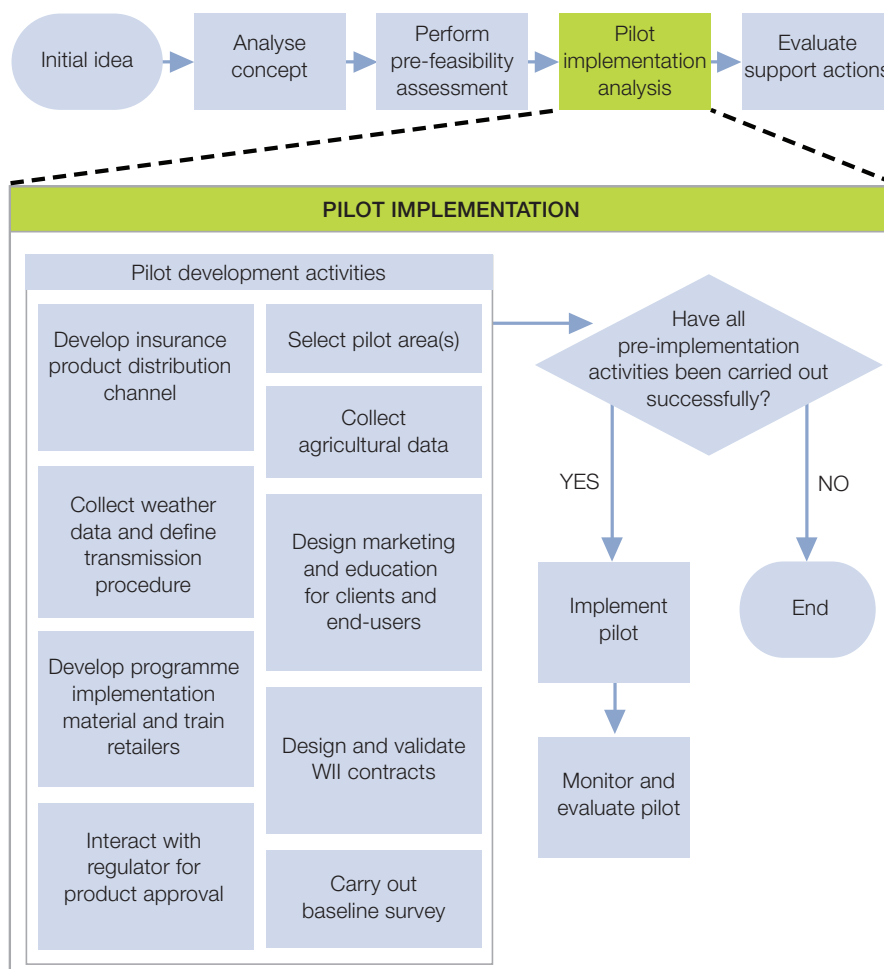 Initial idea
Analyse
concept
Perform
pre-feasibility
assessment
Pilot
implementation
analysis
Evaluate
support actions
PILOT IMPLEMENTATION
Pilot development activities
Develop insurance
product distribution
channel
Collect weather
data and define
transmission
procedure
Develop programme
implementation
material and train
retailers
Interact with
regulator for
product approval
Select pilot area(s)
Collect
agricultural data
Design marketing
and education
for clients and
end-users
Design and validate
WII contracts
Carry out
baseline survey
Have all
pre-implementation
activities been carried out
successfully?
YES
NO
Implement
pilot
End
Monitor and
evaluate pilot